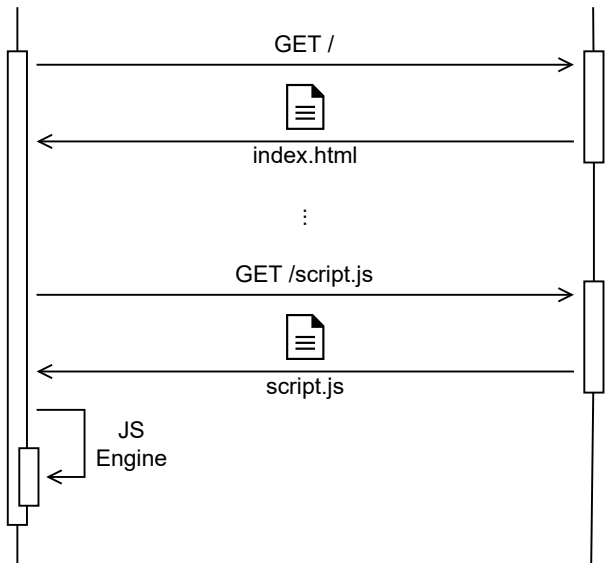 GET /
index.html
⋮
GET /script.js
script.js
JS
Engine